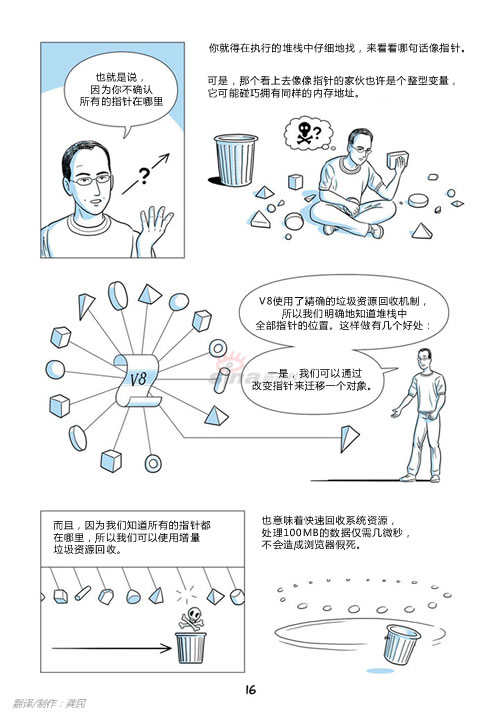 也就是说，
因为你不确认
所有的指针在哪里
?
你就得在执行的堆栈中仔细地找，来看看哪句话像指针。
可是，那个看上去像像指针的家伙也许是个整型变量，
它可能碰巧拥有同样的内存地址。
?
V8
V8使用了精确的垃圾资源回收机制，
所以我们明确地知道堆栈中
全部指针的位置。这样做有几个好处：
一是，我们可以通过
改变指针来迁移一个对象。
sina
而且，因为我们知道所有的指针都
在哪里，所以我们可以使用增量
垃圾资源回收。
也意味着快速回收系统资源，
处理100MB的数据仅需几微秒，
不会造成浏览器假死。
16
翻译/制作：龚民